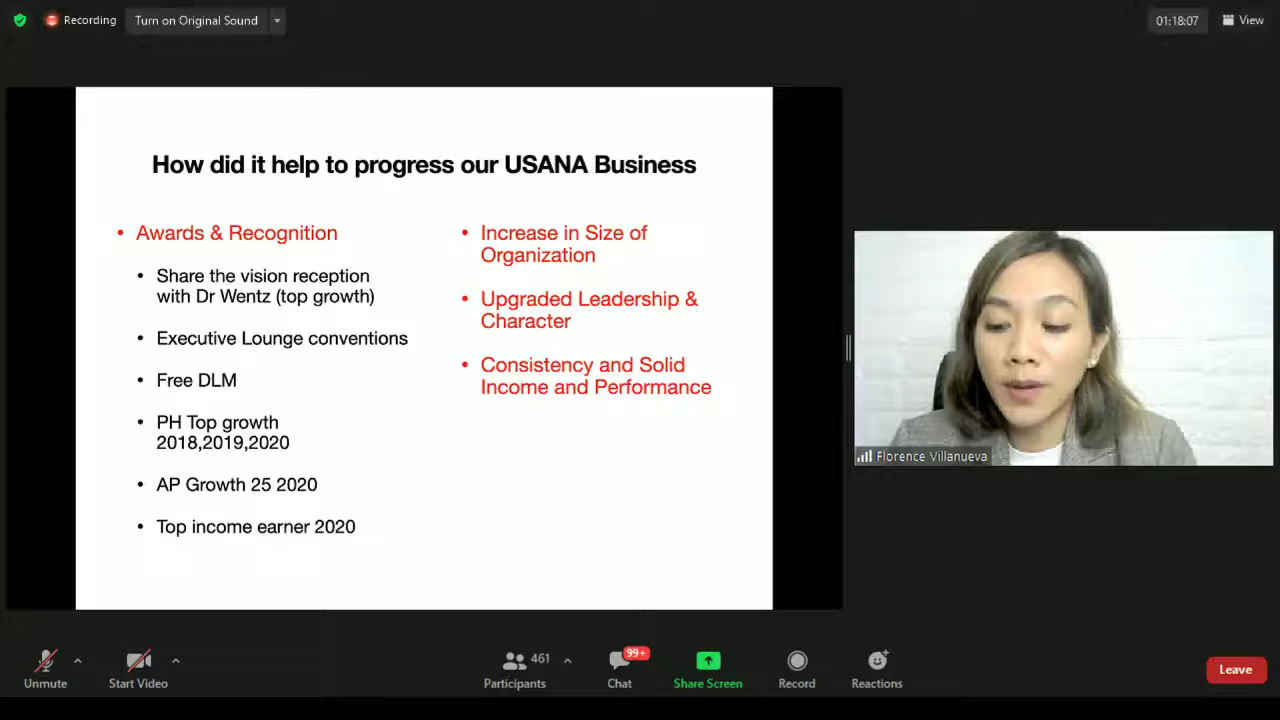 Recording
Turn on Original Sound
01:18:07
View
How did it help to progress our USANA Business
• Awards & Recognition
• Share the vision reception
with Dr Wentz (top growth)
• Executive Lounge conventions
• Free DLM
• PH Top growth
2018,2019,2020
• AP Growth 25 2020
• Top income earner 2020
• Increase in Size of
Organization
• Upgraded Leadership &
Character
• Consistency and Solid
Income and Performance
Florence Villanueva
Unmute
Start Video
461
Participants
99+
Chat
Share Screen
Record
Reactions
Leave